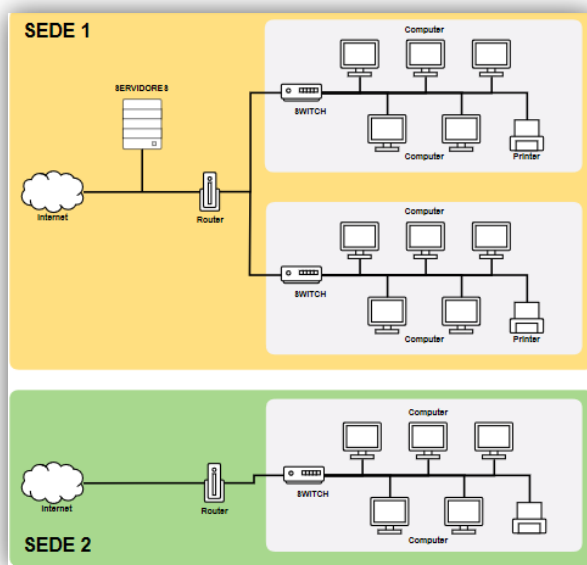 SEDE 1
Computer
SERVIDORES
SWITCH
Computer
Printer
Internet
Router
Computer
SWITCH
Computer
Printer
Computer
SWITCH
Internet
Router
Computer
SEDE 2